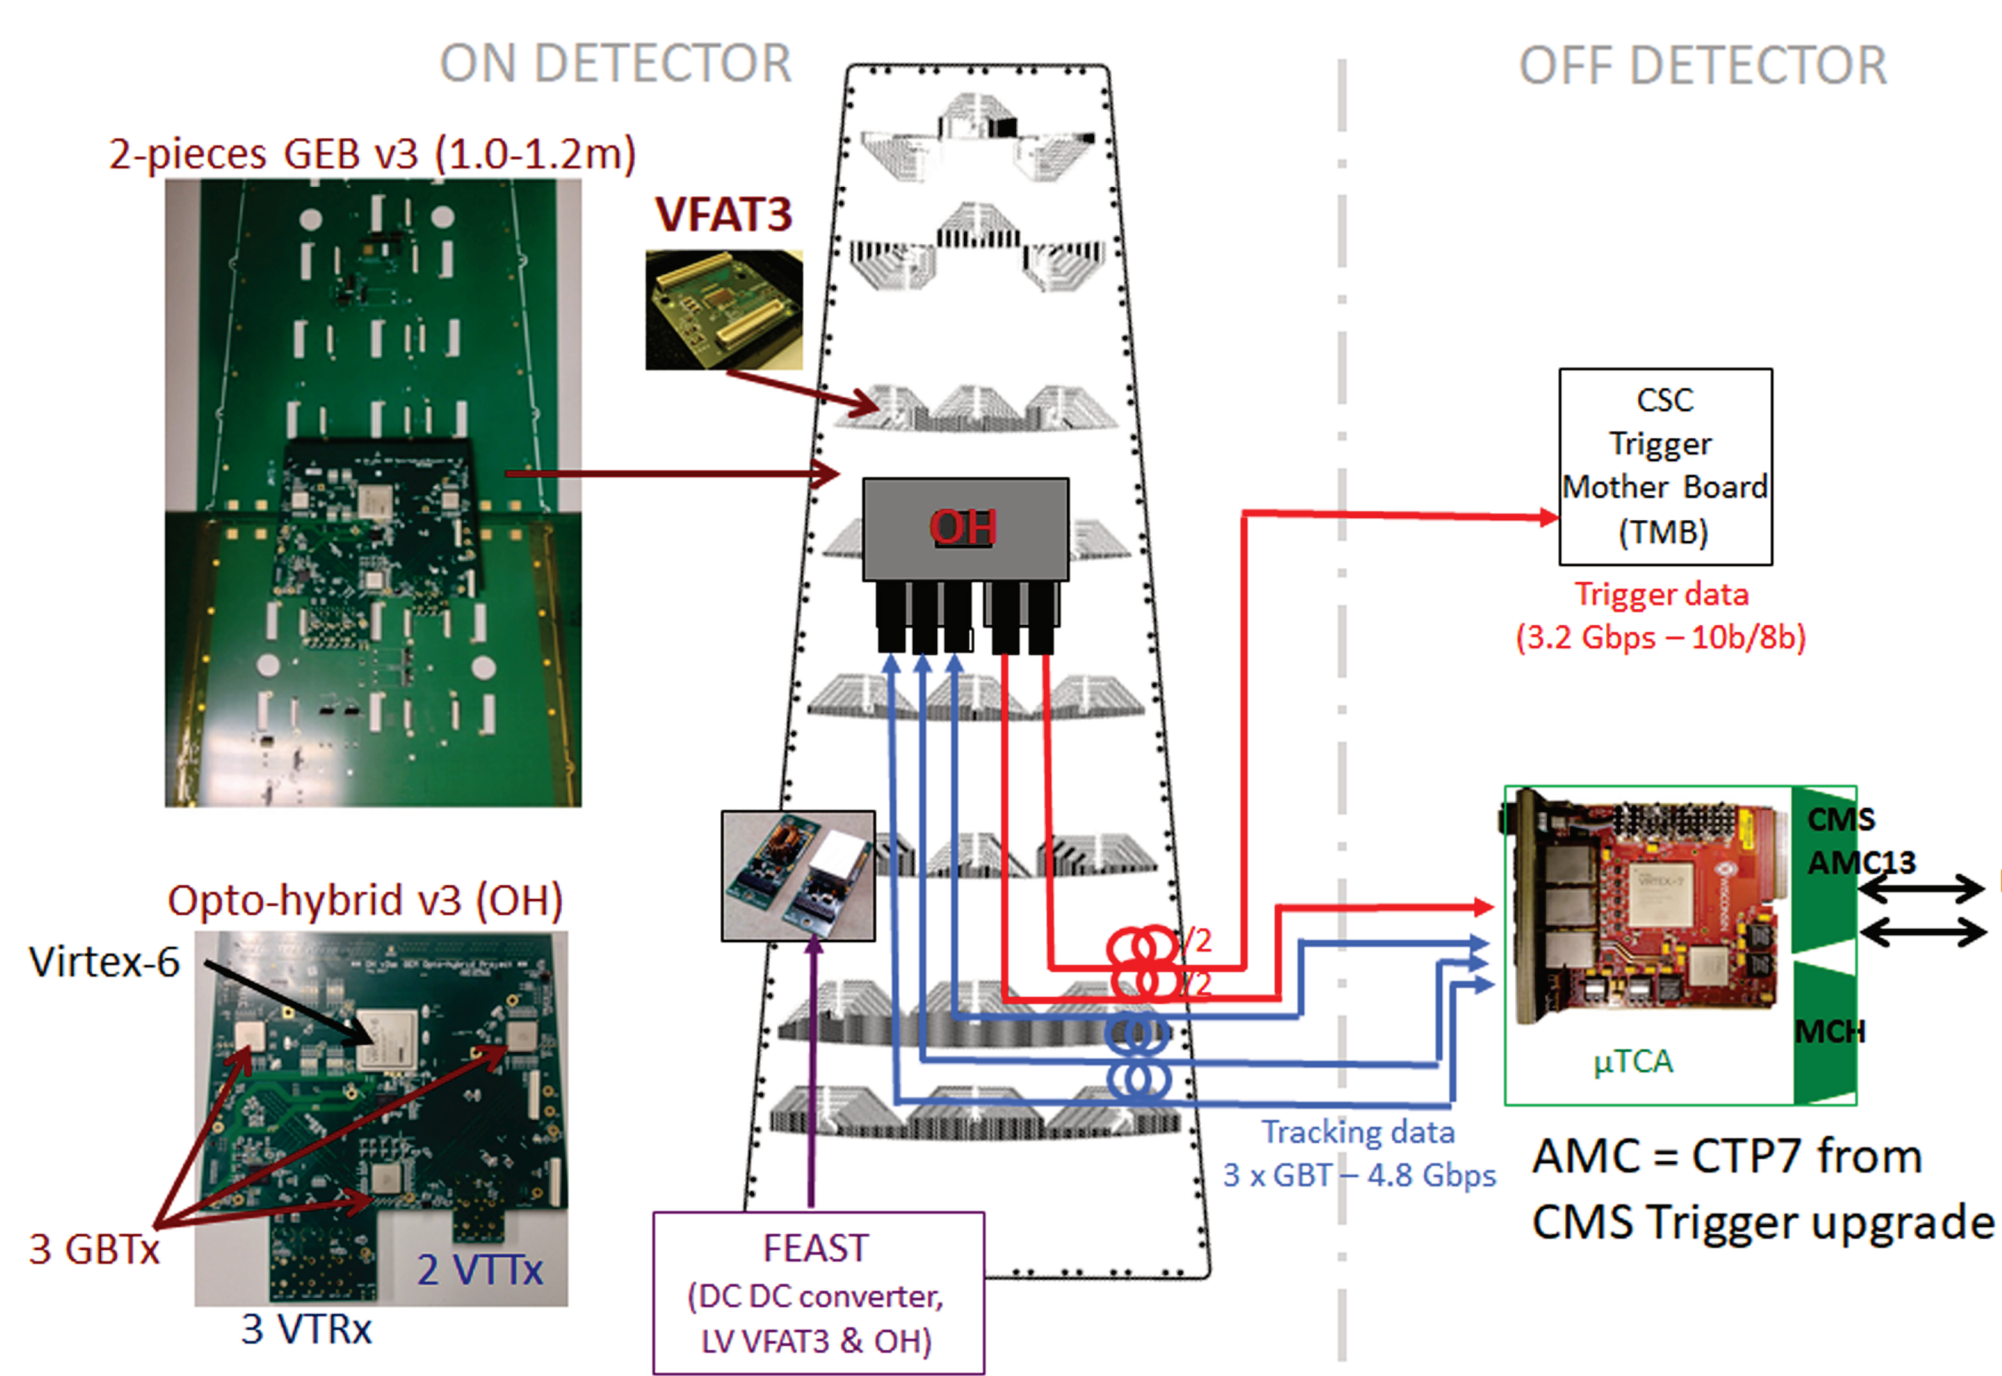 ON DETECTOR
OFF DETECTOR
2-pieces GEB v3 (1.0-1.2m)
VFAT3
OH
CSC
Trigger
Mother Board
(TMB)
Trigger data
(3.2 Gbps – 10b/8b)
Opto-hybrid v3 (OH)
Virtex-6
3 GBTx
2 VTTx
3 VTRx
/2
/2
CMS
AMC13
MCH
VIRTEX-7
µTCA
Tracking data
3 x GBT – 4.8 Gbps
AMC = CTP7 from
CMS Trigger upgrade
FEAST
(DC DC converter,
LV VFAT3 & OH)